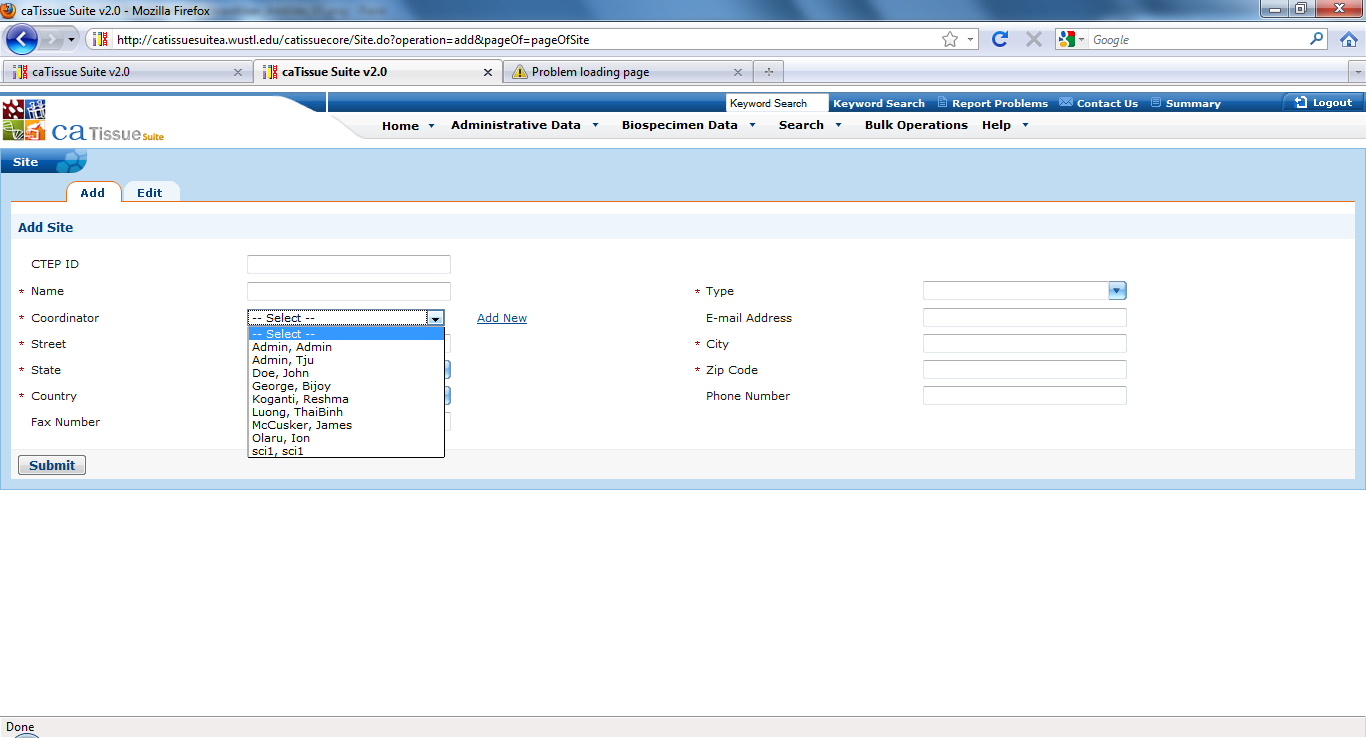 caTissue Suite v2.0 - Mozilla Firefox
http://catissuesuitea.wustl.edu/catissuecore/Site.do?operation=add&pageOf=pageOfSite
Google
caTissue Suite v2.0
caTissue Suite v2.0
Problem loading page
Keyword Search Keyword Search Report Problems Contact Us Summary Logout
ca Tissue Suite
Home Administrative Data Biospecimen Data Search Bulk Operations Help
Site
Add Edit
Add Site
CTEP ID
* Name * Type
* Coordinator -- Select -- Add New E-mail Address
-- Select --
Admin, Admin
Admin, Tju
Doe, John
George, Bijoy
Koganti, Reshma
Luong, ThaiBinh
McCusker, James
Olaru, Ion
sci1, sci1
* Street * City
* State * Zip Code
* Country Phone Number
Fax Number
Submit
Done